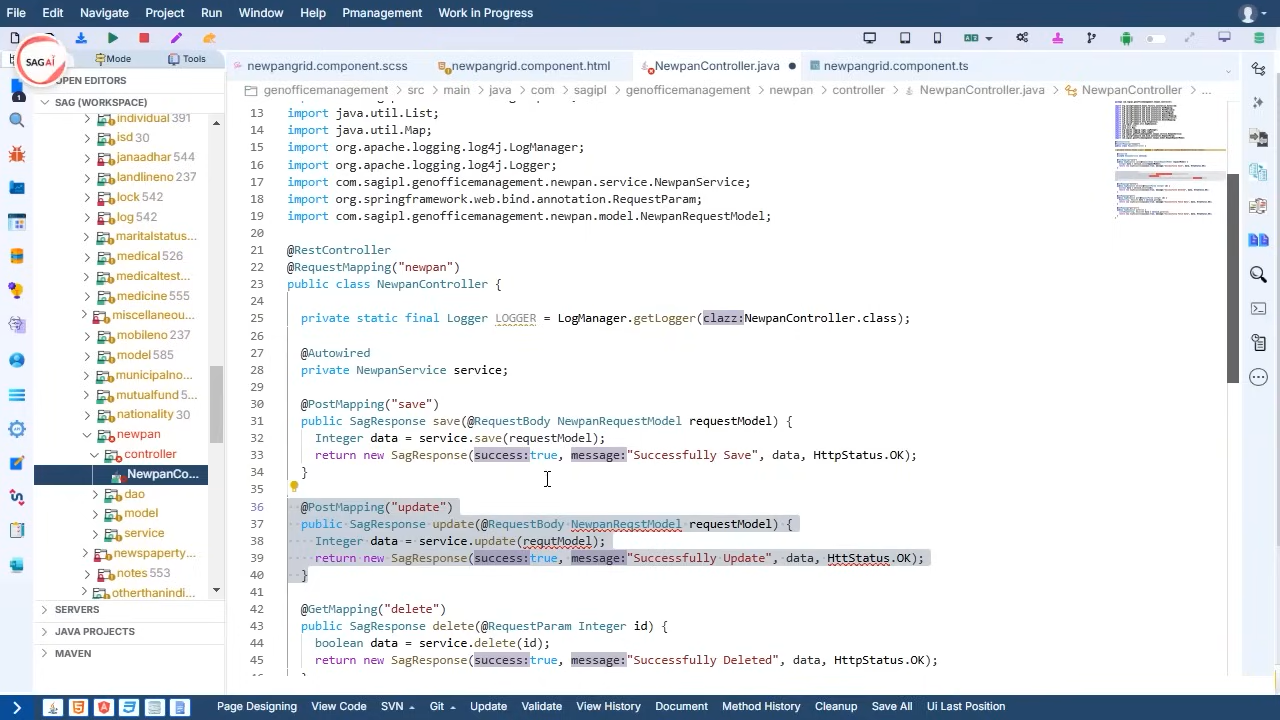 File Edit Navigate Project Run Window Help Pmanagement Work in Progress
SAG AI
Mode
Tools
newpangrid.component.scss
newpangrid.component.html
NewpanController.java
newpangrid.component.ts
OPEN EDITORS
genofficemanagement > src > main > java > com > sagipl > genofficemanagement > newpan > controller > NewpanController.java > NewpanController > ...
SAG (WORKSPACE)
individual 391
isd 30
janaadhar 544
landlineno 237
lock 542
log 542
maritalstatus...
medical 526
medicaltest...
medicine 555
miscellaneou...
mobileno 237
model 585
municipalno...
mutualfund 5...
nationality 30
newpan
controller
NewpanCo...
dao
model
service
newspaperty...
notes 553
otherthanindi...
SERVERS
JAVA PROJECTS
MAVEN
13 import java.util.List;
14 import java.util.Map;
15 import org.apache.logging.log4j.LogManager;
16 import org.apache.logging.log4j.Logger;
17 import com.sagipl.genofficemanagement.newpan.service.NewpanService;
18 import org.springframework.web.bind.annotation.RequestParam;
19 import com.sagipl.genofficemanagement.newpan.model.NewpanRequestModel;
20
21 @RestController
22 @RequestMapping("newpan")
23 public class NewpanController {
24
25 private static final Logger LOGGER = LogManager.getLogger(clazz:NewpanController.class);
26
27 @Autowired
28 private NewpanService service;
29
30 @PostMapping("save")
31 public SagResponse save(@RequestBody NewpanRequestModel requestModel) {
32 Integer data = service.save(requestModel);
33 return new SagResponse(success:true, message:"Successfully Save", data, HttpStatus.OK);
34 }
35
36 @PostMapping("update")
37 public SagResponse update(@RequestBody NewpanReqstModel requestModel) {
38 Integer data = service.update(requtModel);
39 return new SagResponse(success:true, message:"Successfully Update", data, HttStatus.OK);
40 }
41
42 @GetMapping("delete")
43 public SagResponse delete(@RequestParam Integer id) {
44 boolean data = service.delete(id);
45 return new SagResponse(success:true, message:"Successfully Deleted", data, HttpStatus.OK);
Page Designing View Code SVN Git Update Validate View History Document Method History Cleanup Save All Ui Last Position